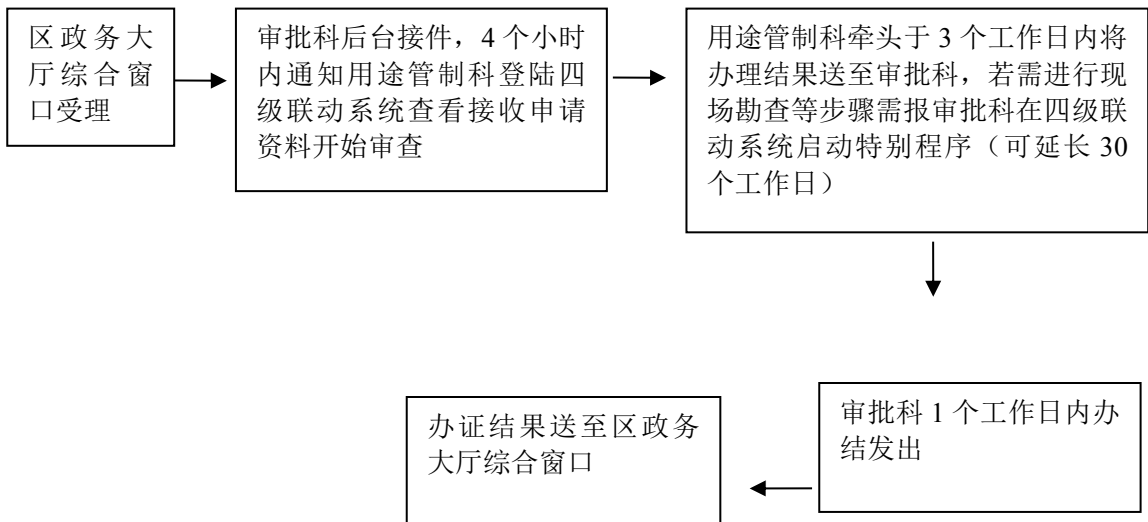 区政务大
厅综合窗
口受理
审批科后台接件，4 个小时
内通知用途管制科登陆四
级联动系统查看接收申请
资料开始审查
用途管制科牵头于 3 个工作日内将
办理结果送至审批科，若需进行现
场勘查等步骤需报审批科在四级联
动系统启动特别程序（可延长 30
个工作日）
审批科 1 个工作日内办
结发出
办证结果送至区政务
大厅综合窗口